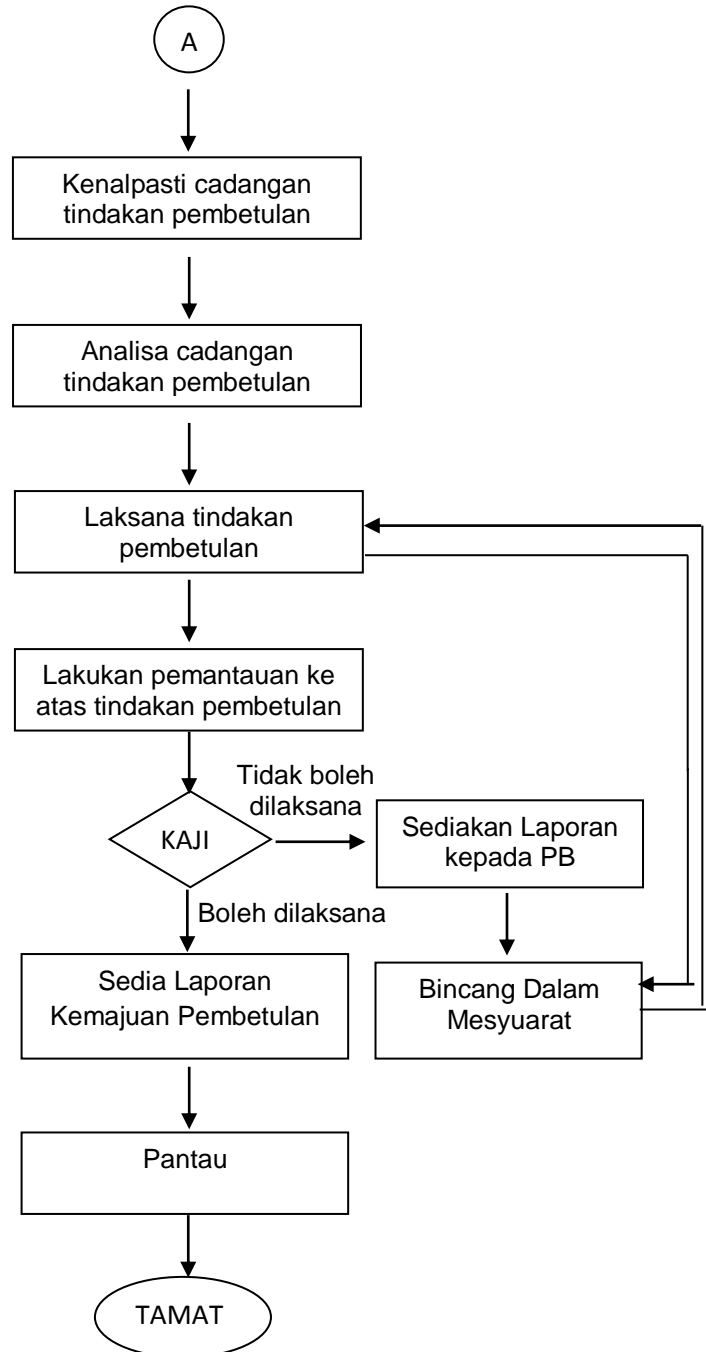 A
Kenalpasti cadangan
tindakan pembetulan
Analisa cadangan
tindakan pembetulan
Laksana tindakan
pembetulan
Lakukan pemantauan ke
atas tindakan pembetulan
Tidak boleh
dilaksana
KAJI
Sediakan Laporan
kepada PB
Boleh dilaksana
Sedia Laporan
Kemajuan Pembetulan
Bincang Dalam
Mesyuarat
Pantau
TAMAT